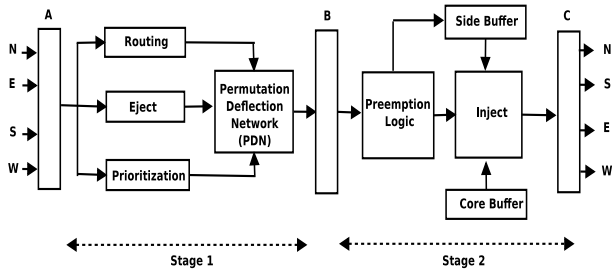 A
B
C
N
E
S
W
Routing
Eject
Prioritization
Permutation
Deflection
Network
(PDN)
Preemption
Logic
Side Buffer
Inject
Core Buffer
N
S
E
W
Stage 1
Stage 2